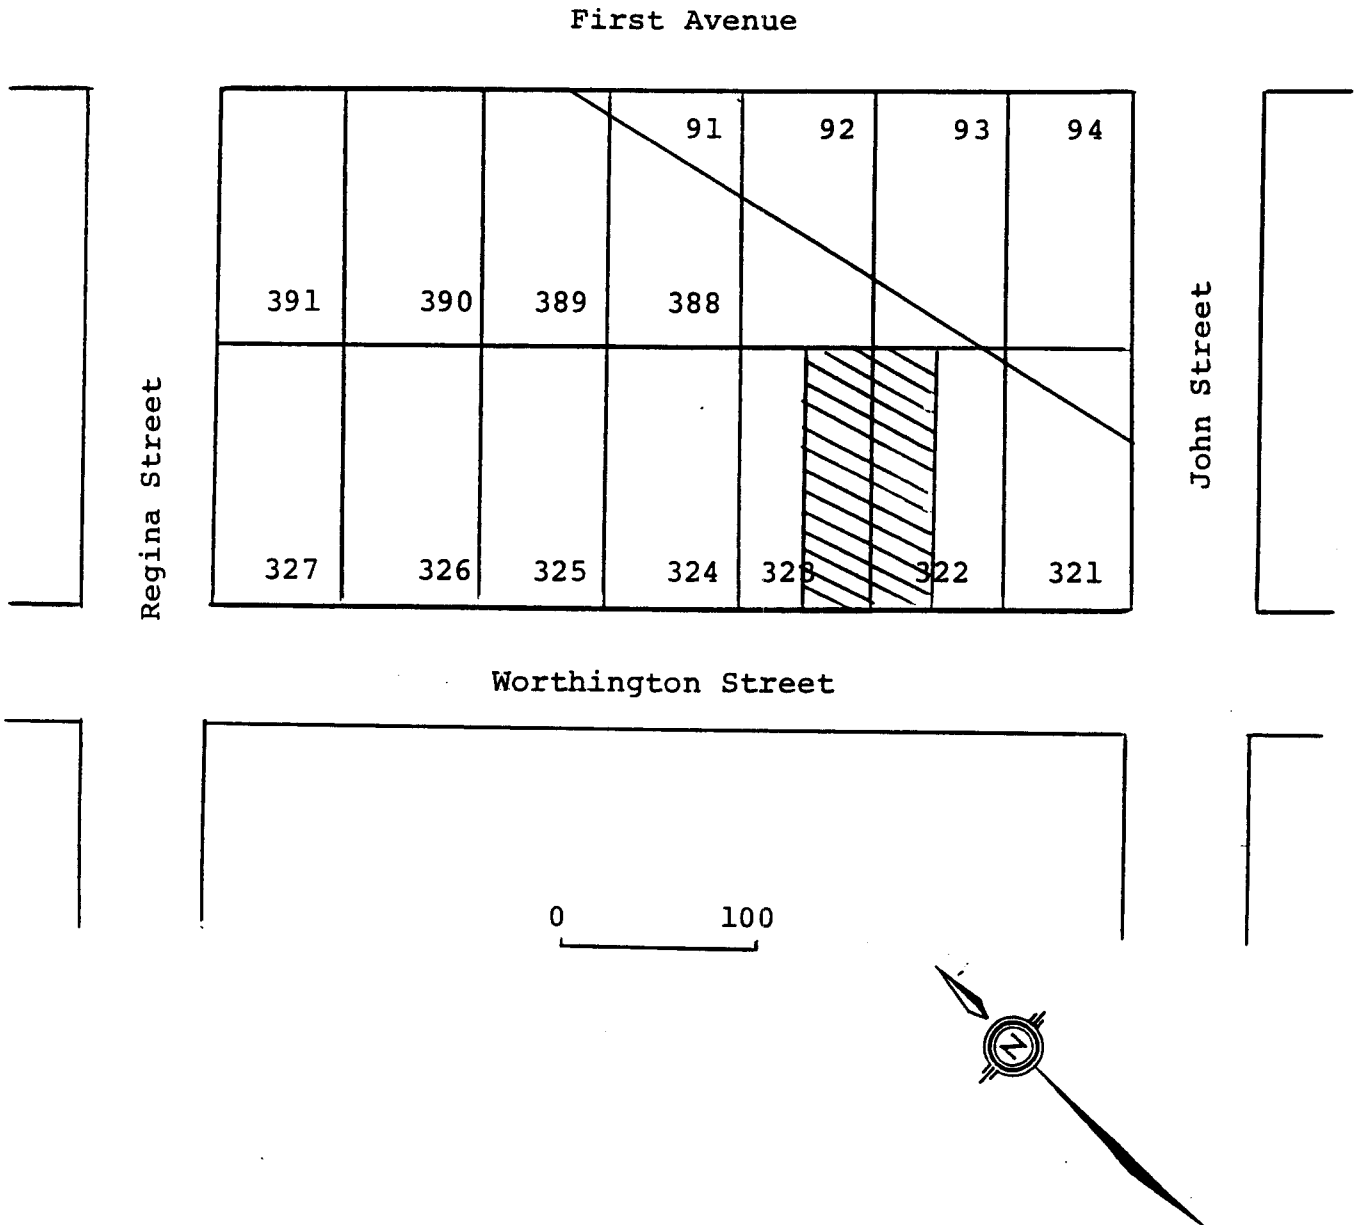 First Avenue
91 92 93 94
391 390 389 388
Regina Street
John Street
327 326 325 324 323 322 321
Worthington Street
0 100
N